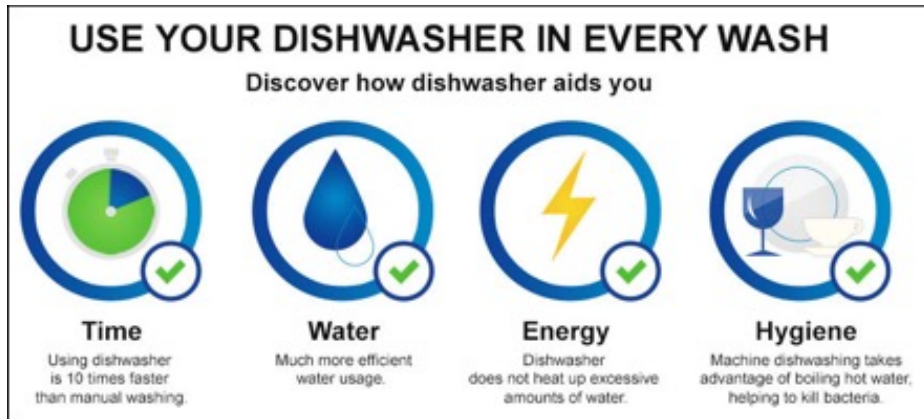 USE YOUR DISHWASHER IN EVERY WASH
Discover how dishwasher aids you
Time
Using dishwasher
is 10 times faster
than manual washing.
Water
Much more efficient
water usage.
Energy
Dishwasher
does not heat up excessive
amounts of water.
Hygiene
Machine dishwashing takes
advantage of boiling hot water,
helping to kill bacteria.